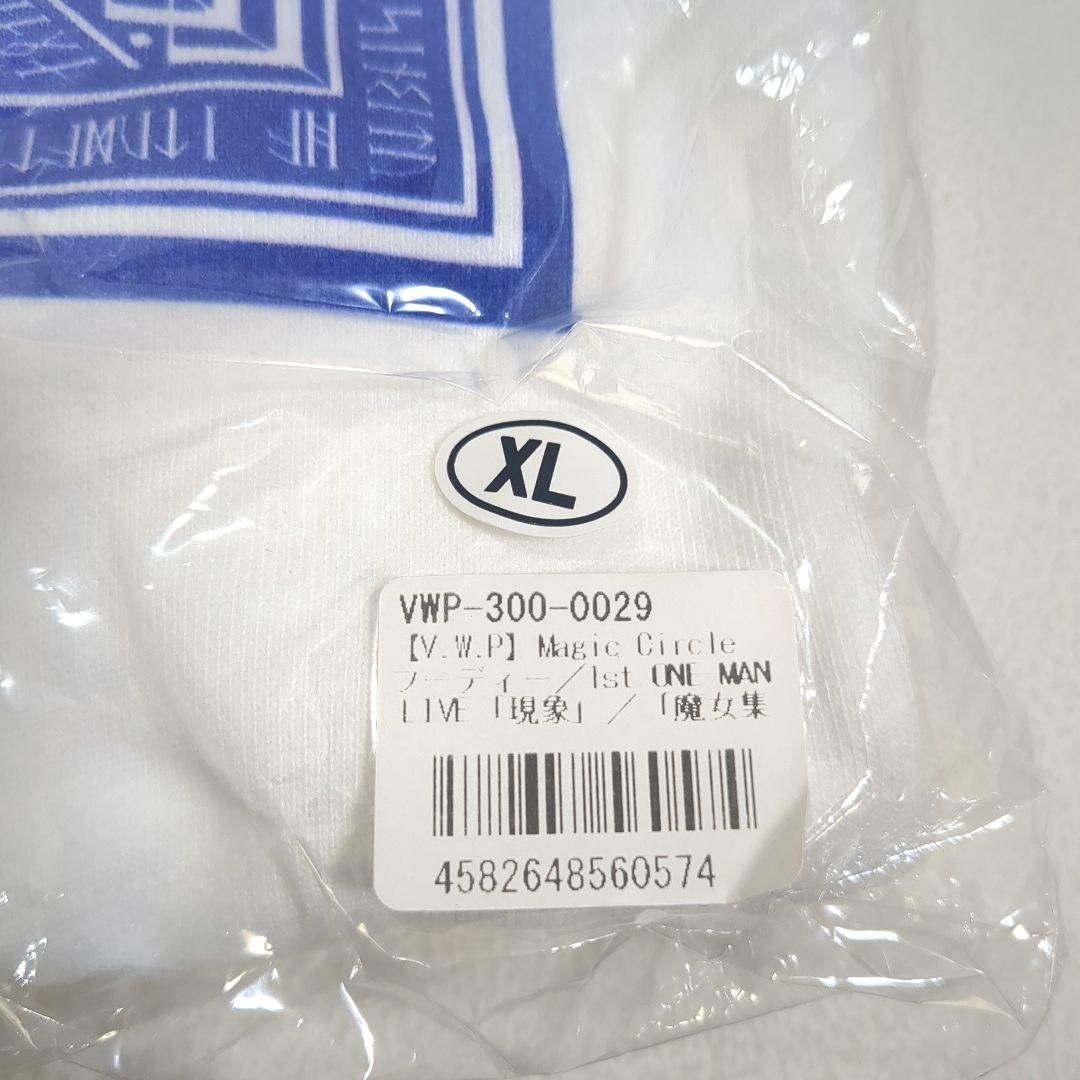 XL
VWP-300-0029
【V.W.P】Magic Circle
フーディー/1st ONE MAN
LIVE「現象」/「魔女集
4582648560574